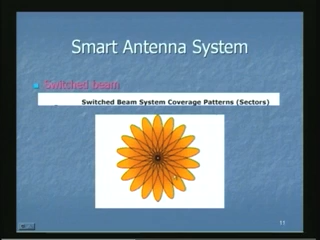 Smart Antenna System
Switched beam
Switched Beam System Coverage Patterns (Sectors)
11